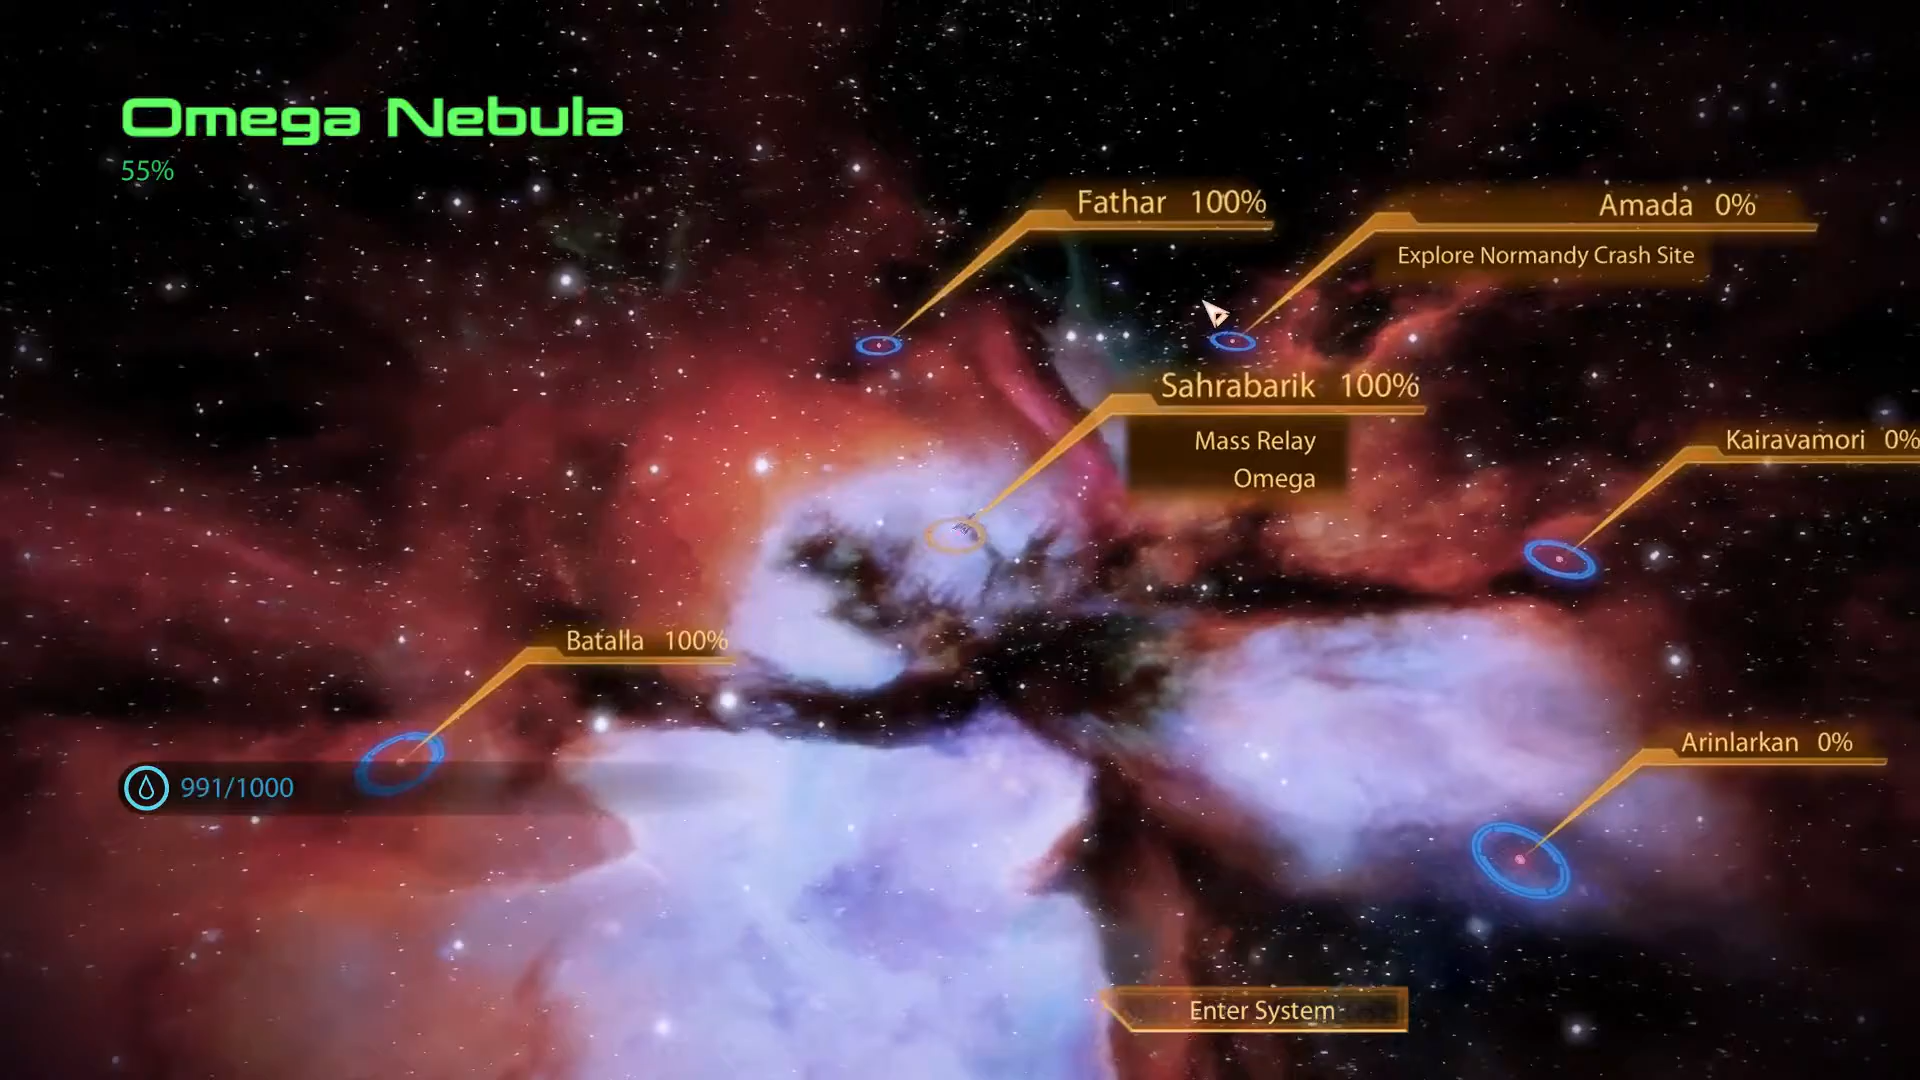 Omega Nebula
55%
Fathar 100%
Amada 0%
Explore Normandy Crash Site
Sahrabarik 100%
Mass Relay
Omega
Kairavamori 0%
Batalla 100%
Arinlarkan 0%
991/1000
Enter System